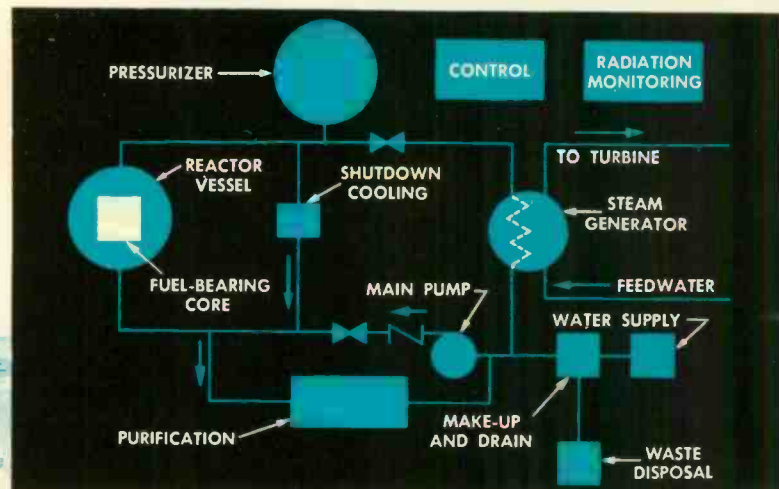 PRESSURIZER
CONTROL
RADIATION
MONITORING
TO TURBINE
REACTOR
VESSEL
SHUTDOWN
COOLING
STEAM
GENERATOR
FUEL-BEARING
CORE
MAIN PUMP
FEEDWATER
WATER SUPPLY
PURIFICATION
MAKE-UP
AND DRAIN
WASTE
DISPOSAL